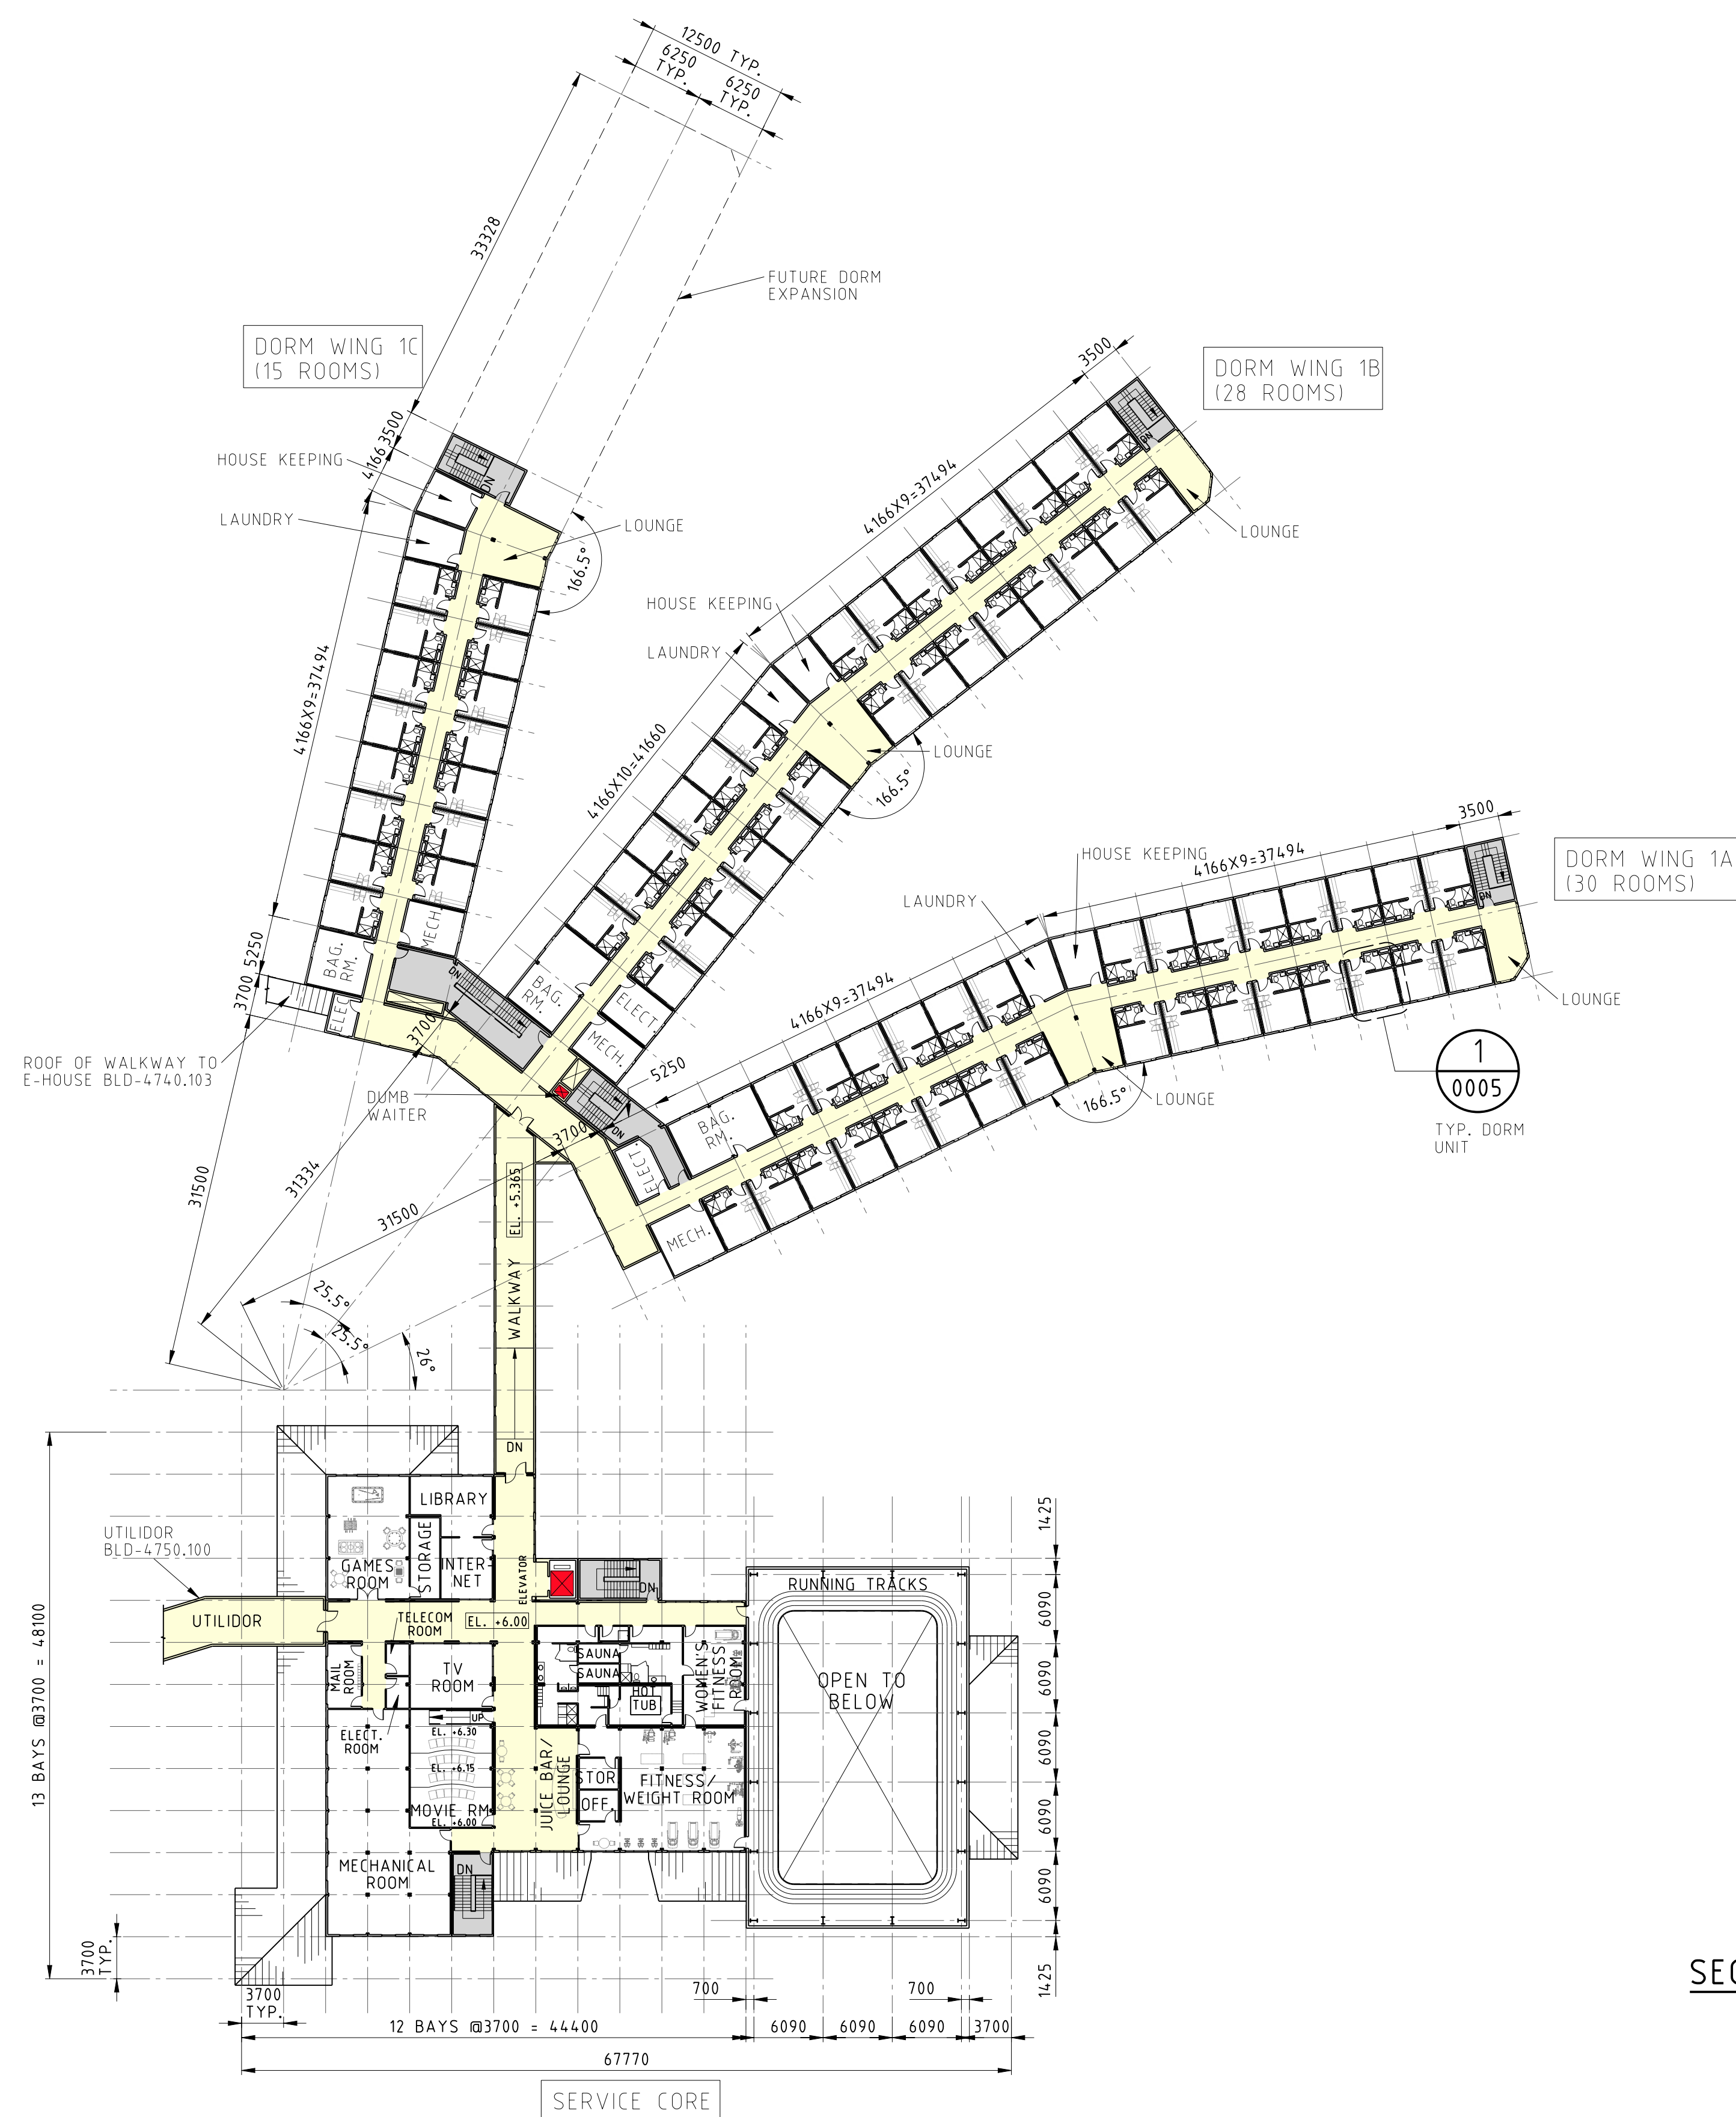 12500 TYP.
6250
TYP.
6250
TYP.
33328
FUTURE DORM
EXPANSION
DORM WING 1C
(15 ROOMS)
3500
DORM WING 1B
(28 ROOMS)
3500
4166
HOUSE KEEPING
LAUNDRY
DN
LOUNGE
166.5°
4166X9=37494
DN
LOUNGE
4166X9=37494
HOUSE KEEPING
LAUNDRY
4166X10=41660
LOUNGE
166.5°
3500
DORM WING 1A
(30 ROOMS)
4166X9=37494
HOUSE KEEPING
LAUNDRY
DN
LOUNGE
4166X9=37494
LOUNGE
166.5°
1
0005
TYP. DORM
UNIT
5250
3700
BAG.
RM.
MECH.
ELEC
DN
BAG.
RM.
ELECT.
MECH.
3700
ROOF OF WALKWAY TO
E-HOUSE BLD-4740.103
DUMB
WAITER
5250
DN
3700
BAG.
RM.
ELECT.
MECH.
31500
31334
31500
EL. +5.365
WALKWAY
25.5°
25.5°
26°
DN
UTILIDOR
BLD-4750.100
LIBRARY
STORAGE
GAMES
ROOM
INTER-
NET
ELEVATOR
DN
RUNNING TRACKS
UTILIDOR
TELECOM
ROOM
EL. +6.00
MAIL
ROOM
TV
ROOM
SAUNA
SAUNA
HOT
TUB
WOMEN'S
FITNESS
ROOM
OPEN TO
BELOW
ELECT.
ROOM
UP
EL. +6.30
EL. +6.15
MOVIE RM
EL. +6.00
JUICE BAR/
LOUNGE
STOR
OFF.
FITNESS/
WEIGHT ROOM
MECHANICAL
ROOM
DN
13 BAYS @3700 = 48100
3700
TYP.
3700
TYP.
1425
6090
6090
6090
6090
6090
1425
700
700
12 BAYS @3700 = 44400
6090
6090
6090
3700
67770
SERVICE CORE